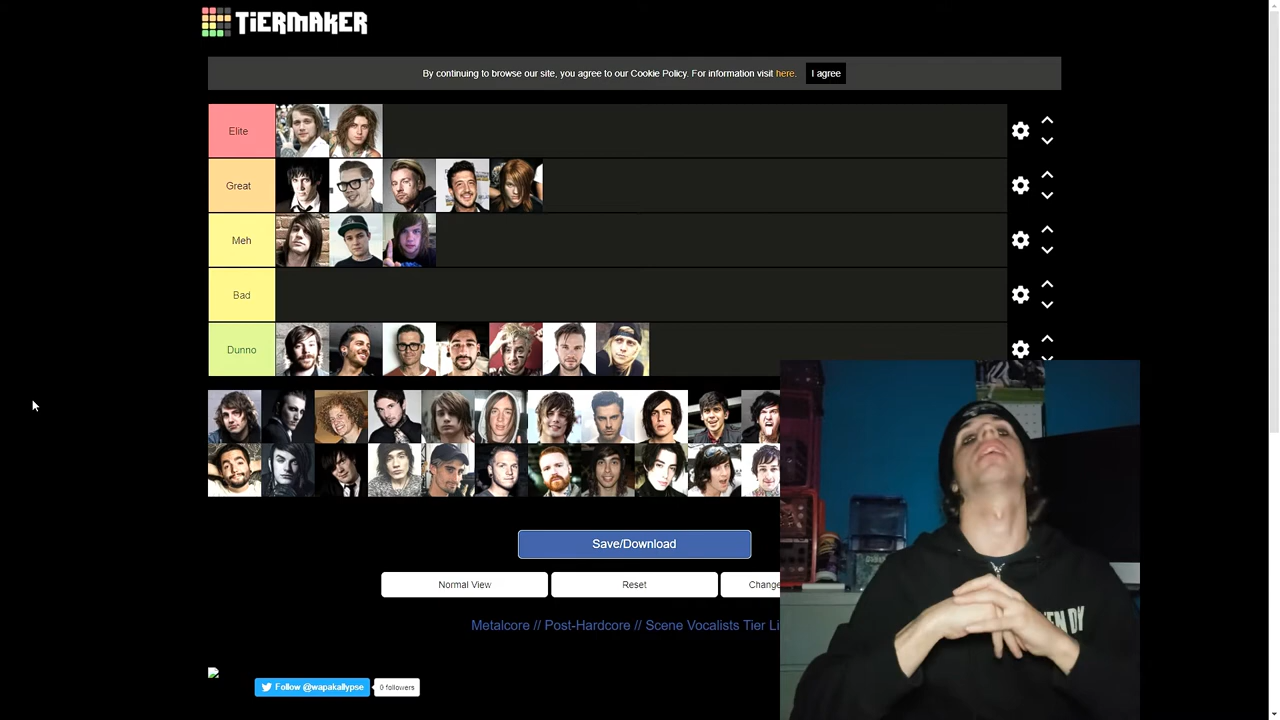 TiERMAKER
By continuing to browse our site, you agree to our Cookie Policy. For information visit here. I agree
Elite
Great
Meh
Bad
Dunno
Save/Download
Normal View Reset Change
Metalcore // Post-Hardcore // Scene Vocalists Tier Li
Follow @wapakallypse 0 followers